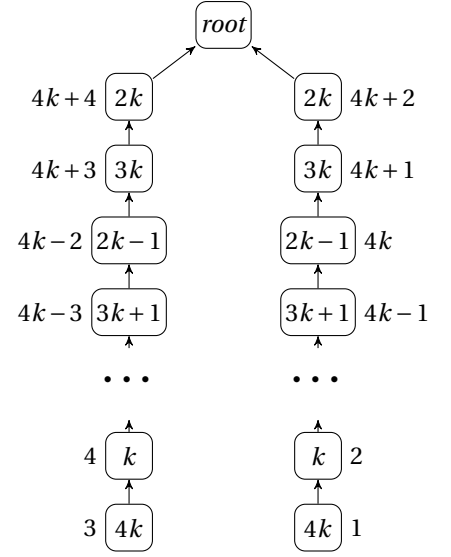 root
4k+4 2k 2k 4k+2
4k+3 3k 3k 4k+1
4k−2 2k−1 2k−1 4k
4k−3 3k+1 3k+1 4k−1
... ...
4 k k 2
3 4k 4k 1